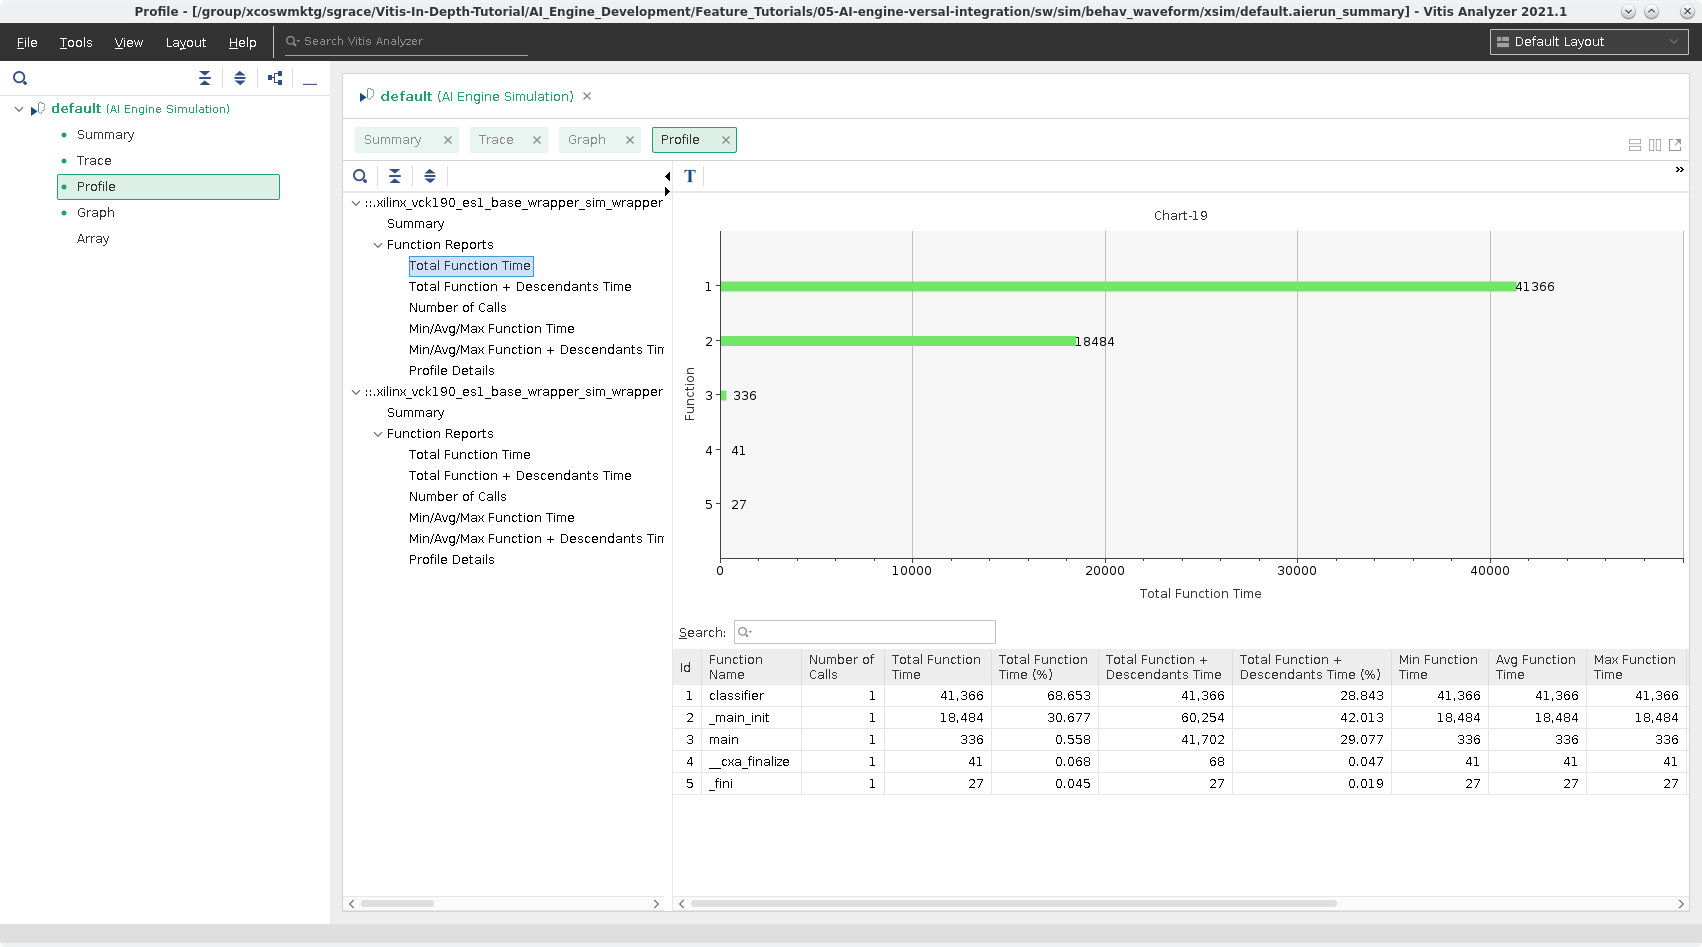 Profile - [/group/xcoswmktg/sgrace/Vitis-In-Depth-Tutorial/AI_Engine_Development/Feature_Tutorials/05-AI-engine-versal-integration/sw/sim/behav_waveform/xsim/default.aierun_summary] - Vitis Analyzer 2021.1
File Tools View Layout Help Search Vitis Analyzer Default Layout
default (AI Engine Simulation)
Summary
Trace
Profile
Graph
Array
default (AI Engine Simulation)
Summary Trace Graph Profile
::.xilinx_vck190_es1_base_wrapper_sim_wrapper
Summary
Function Reports
Total Function Time
Total Function + Descendants Time
Number of Calls
Min/Avg/Max Function Time
Min/Avg/Max Function + Descendants Tim
Profile Details
::.xilinx_vck190_es1_base_wrapper_sim_wrapper
Summary
Function Reports
Total Function Time
Total Function + Descendants Time
Number of Calls
Min/Avg/Max Function Time
Min/Avg/Max Function + Descendants Tim
Profile Details
T »
Chart-19
Function
1 41366
2 18484
3 336
4 41
5 27
0 10000 20000 30000 40000
Total Function Time
Search:
Id Function Name Number of Calls Total Function Time Total Function Time (%) Total Function + Descendants Time Total Function + Descendants Time (%) Min Function Time Avg Function Time Max Function Time
1 classifier 1 41,366 68.653 41,366 28.843 41,366 41,366 41,366
2 _main_init 1 18,484 30.677 60,254 42.013 18,484 18,484 18,484
3 main 1 336 0.558 41,702 29.077 336 336 336
4 __cxa_finalize 1 41 0.068 68 0.047 41 41 41
5 _fini 1 27 0.045 27 0.019 27 27 27